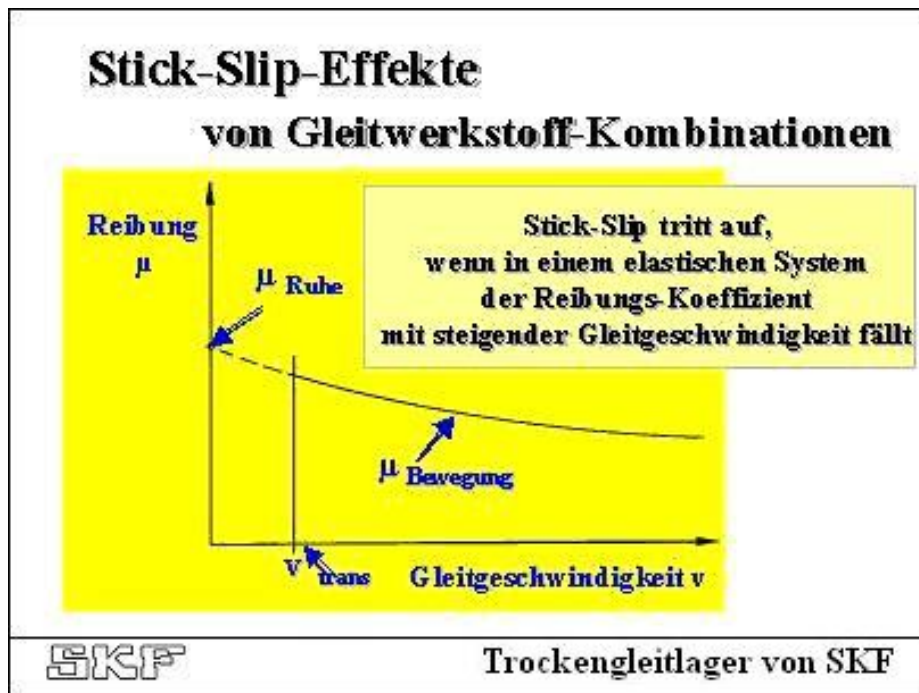 Stick-Slip-Effekte
von Gleitwerkstoff-Kombinationen
Reibung
μ
μ Ruhe
Stick-Slip tritt auf,
wenn in einem elastischen System
der Reibungs-Koeffizient
mit steigender Gleitgeschwindigkeit fällt
μ Bewegung
v trans
Gleitgeschwindigkeit v
SKF
Trockengleitlager von SKF